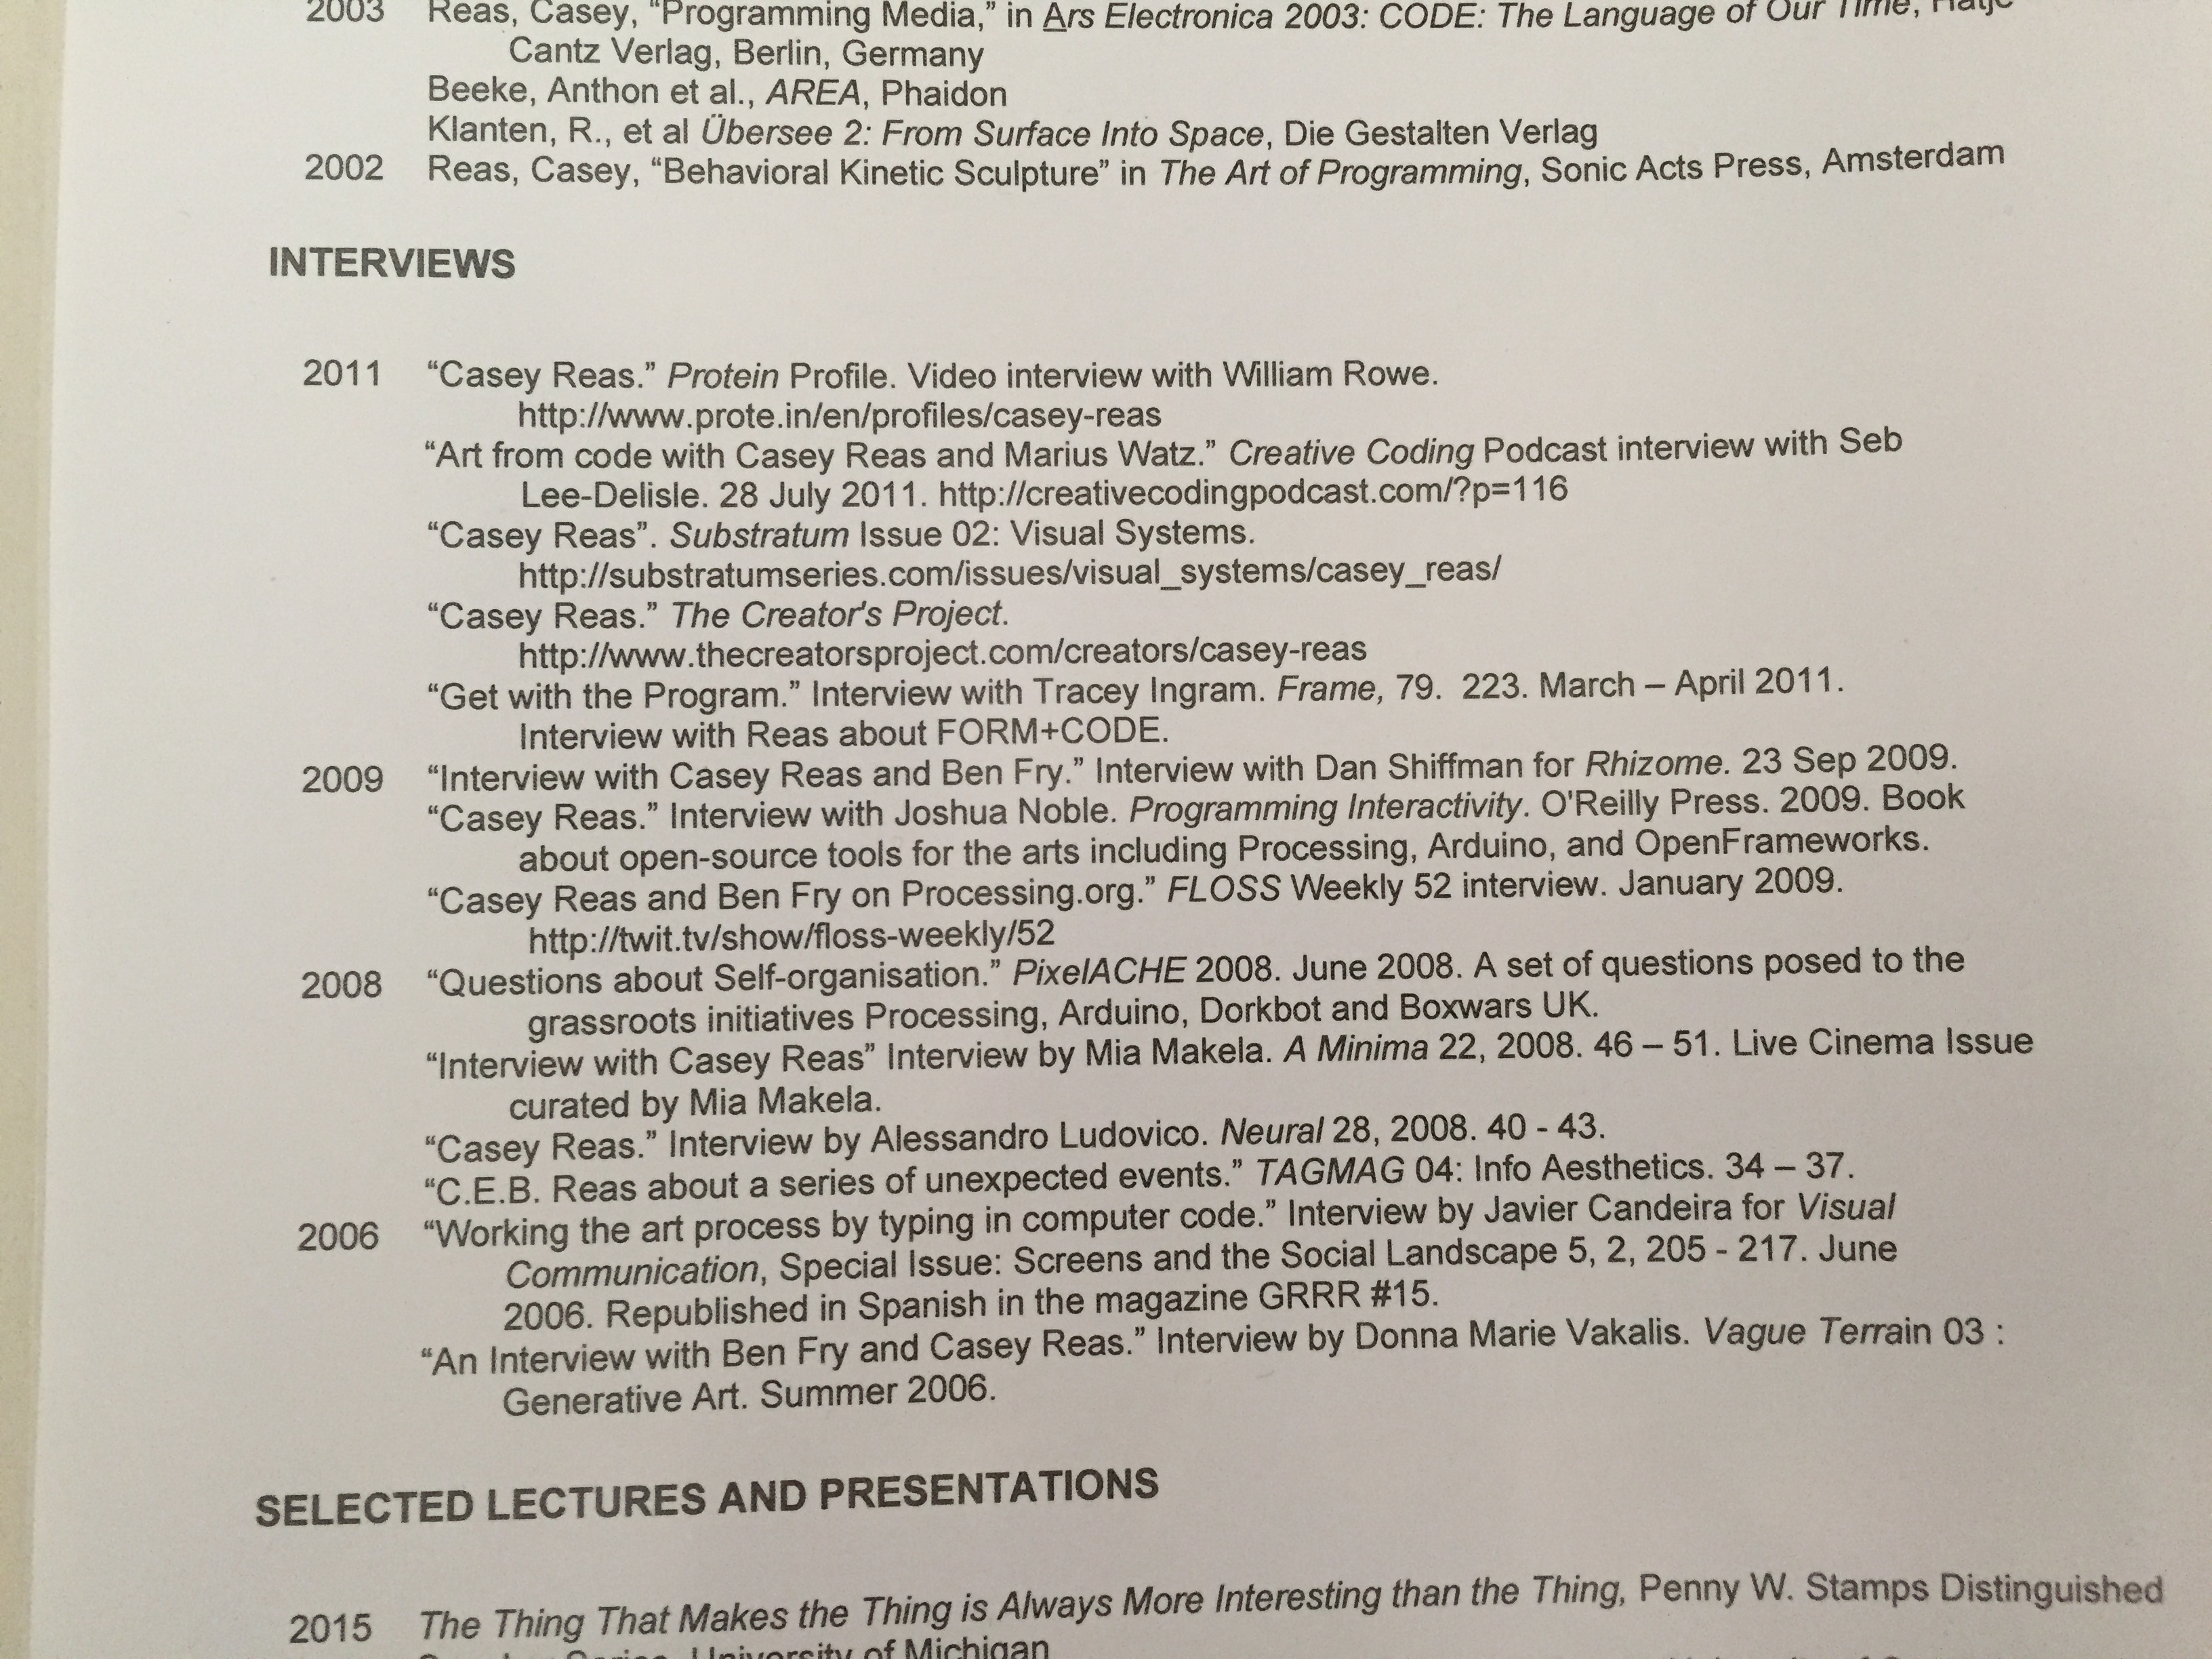 2003 Reas, Casey, “Programming Media,” in Ars Electronica 2003: CODE: The Language of Our Time, Hatje
Cantz Verlag, Berlin, Germany
Beeke, Anthon et al., AREA, Phaidon
Klanten, R., et al Übersee 2: From Surface Into Space, Die Gestalten Verlag
2002 Reas, Casey, “Behavioral Kinetic Sculpture” in The Art of Programming, Sonic Acts Press, Amsterdam
INTERVIEWS
2011 “Casey Reas.” Protein Profile. Video interview with William Rowe.
http://www.prote.in/en/profiles/casey-reas
“Art from code with Casey Reas and Marius Watz.” Creative Coding Podcast interview with Seb
Lee-Delisle. 28 July 2011. http://creativecodingpodcast.com/?p=116
“Casey Reas”. Substratum Issue 02: Visual Systems.
http://substratumseries.com/issues/visual_systems/casey_reas/
“Casey Reas.” The Creator's Project.
http://www.thecreatorsproject.com/creators/casey-reas
“Get with the Program.” Interview with Tracey Ingram. Frame, 79. 223. March – April 2011.
Interview with Reas about FORM+CODE.
2009 “Interview with Casey Reas and Ben Fry.” Interview with Dan Shiffman for Rhizome. 23 Sep 2009.
“Casey Reas.” Interview with Joshua Noble. Programming Interactivity. O'Reilly Press. 2009. Book
about open-source tools for the arts including Processing, Arduino, and OpenFrameworks.
“Casey Reas and Ben Fry on Processing.org.” FLOSS Weekly 52 interview. January 2009.
http://twit.tv/show/floss-weekly/52
2008 “Questions about Self-organisation.” PixelACHE 2008. June 2008. A set of questions posed to the
grassroots initiatives Processing, Arduino, Dorkbot and Boxwars UK.
“Interview with Casey Reas” Interview by Mia Makela. A Minima 22, 2008. 46 – 51. Live Cinema Issue
curated by Mia Makela.
“Casey Reas.” Interview by Alessandro Ludovico. Neural 28, 2008. 40 - 43.
“C.E.B. Reas about a series of unexpected events.” TAGMAG 04: Info Aesthetics. 34 – 37.
2006 “Working the art process by typing in computer code.” Interview by Javier Candeira for Visual
Communication, Special Issue: Screens and the Social Landscape 5, 2, 205 - 217. June
2006. Republished in Spanish in the magazine GRRR #15.
“An Interview with Ben Fry and Casey Reas.” Interview by Donna Marie Vakalis. Vague Terrain 03 :
Generative Art. Summer 2006.
SELECTED LECTURES AND PRESENTATIONS
2015 The Thing That Makes the Thing is Always More Interesting than the Thing, Penny W. Stamps Distinguished
University of Michigan